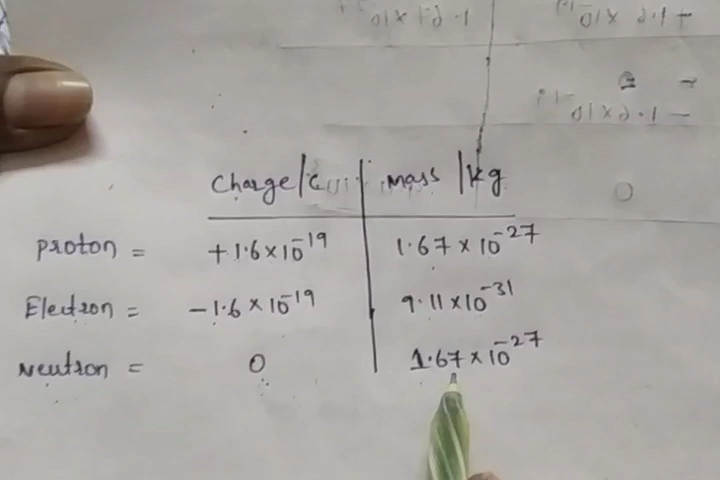 Charge/C mass/kg
Proton = +1.6×10⁻¹⁹ 1.67×10⁻²⁷
Electron = -1.6×10⁻¹⁹ 9.11×10⁻³¹
Neutron = 0 1.67×10⁻²⁷